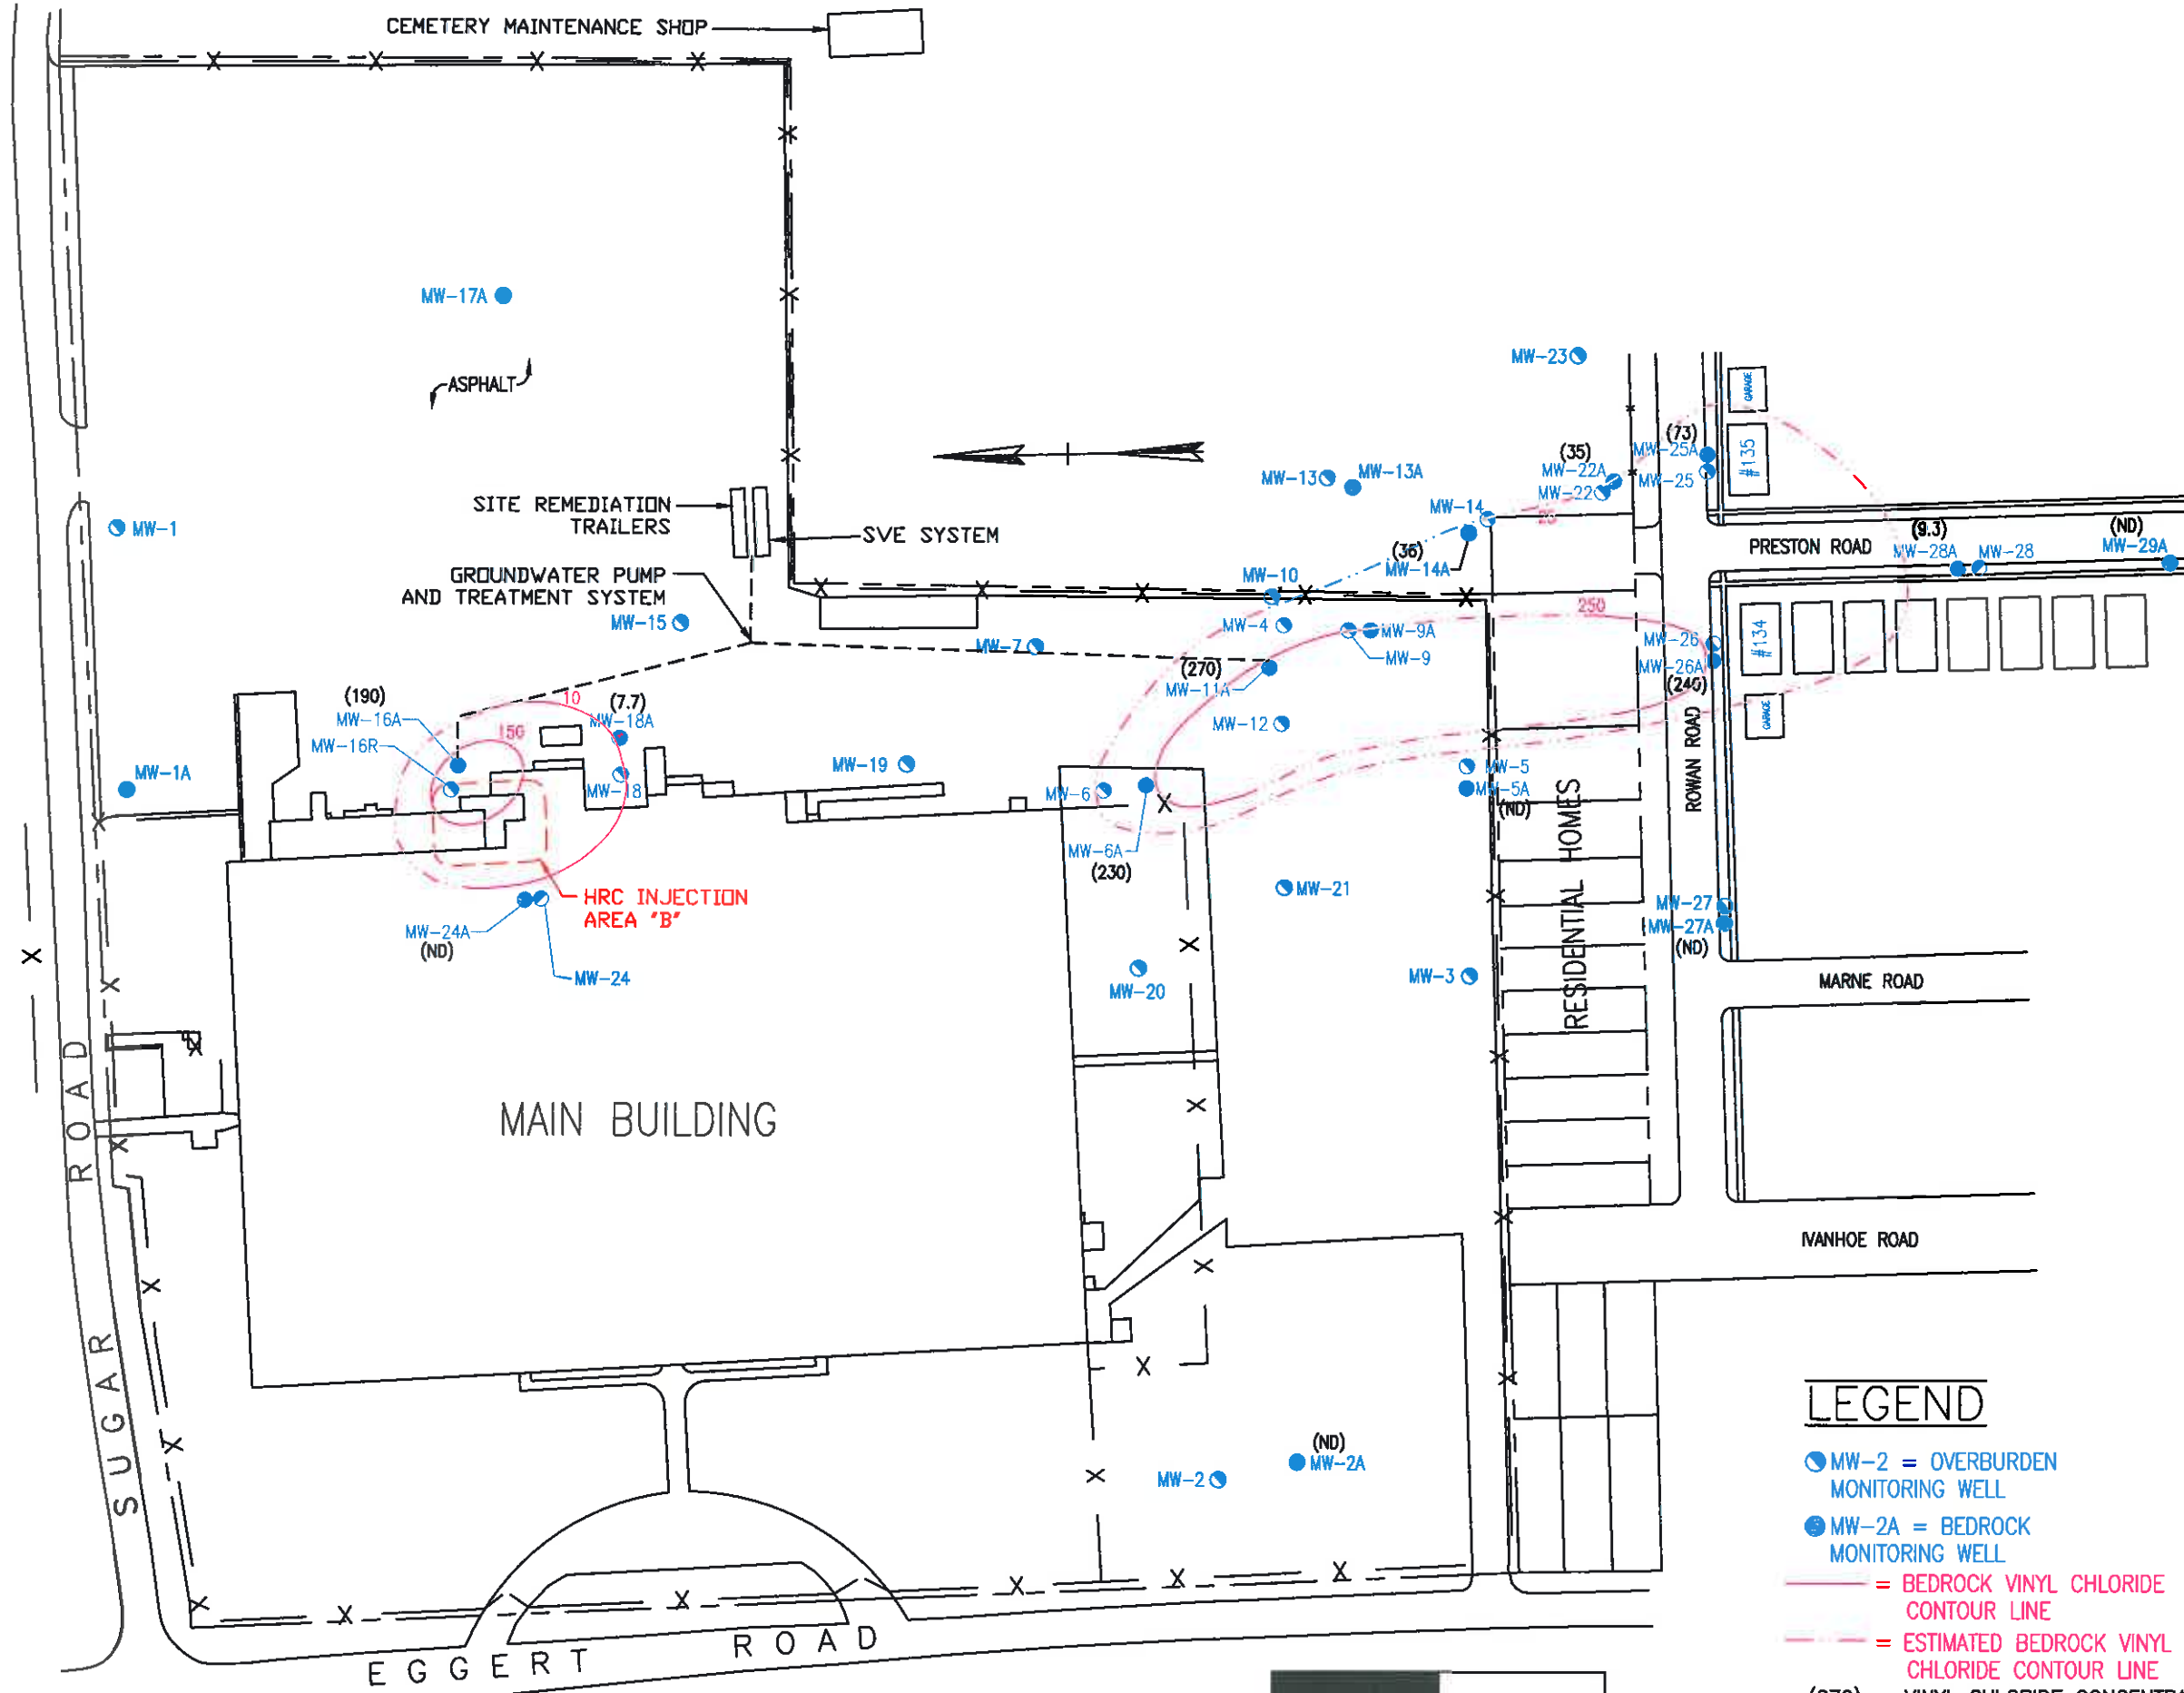 CEMETERY MAINTENANCE SHOP
MW-17A
ASPHALT
MW-23
GARAGE
#135
(73)
MW-25A
MW-25
(35)
MW-22A
MW-22
MW-13
MW-13A
MW-14
25
SITE REMEDIATION
TRAILERS
SVE SYSTEM
MW-1
GROUNDWATER PUMP
AND TREATMENT SYSTEM
MW-15
MW-7
MW-10
(36)
MW-14A
PRESTON ROAD
(9.3)
MW-28A
MW-28
(ND)
MW-29A
MW-4
MW-9A
MW-9
250
MW-26
MW-26A
(240)
#134
GARAGE
(270)
MW-11A
MW-12
(190)
MW-16A
MW-16R
10
150
(7.7)
MW-18A
MW-18
MW-1A
MW-19
MW-6
MW-6A
(230)
MW-5
MW-5A
(ND)
ROWAN ROAD
RESIDENTIAL HOMES
HRC INJECTION
AREA "B"
MW-24A
(ND)
MW-24
MW-21
MW-20
MW-3
MW-27
MW-27A
(ND)
MARNE ROAD
MAIN BUILDING
IVANHOE ROAD
SUGAR ROAD
(ND)
MW-2A
MW-2
EGGERT ROAD
LEGEND
MW-2 = OVERBURDEN
MONITORING WELL
MW-2A = BEDROCK
MONITORING WELL
= BEDROCK VINYL CHLORIDE
CONTOUR LINE
= ESTIMATED BEDROCK VINYL
CHLORIDE CONTOUR LINE